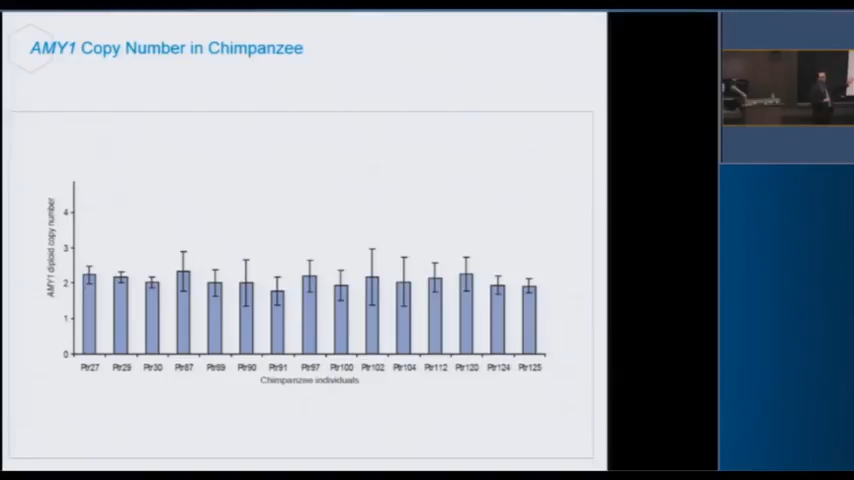 AMY1 Copy Number in Chimpanzee
AMY1 diploid copy number
4
3
2
1
0
Ptr27 Ptr29 Ptr30 Ptr87 Ptr89 Ptr90 Ptr91 Ptr97 Ptr100 Ptr102 Ptr104 Ptr112 Ptr120 Ptr124 Ptr125
Chimpanzee individuals